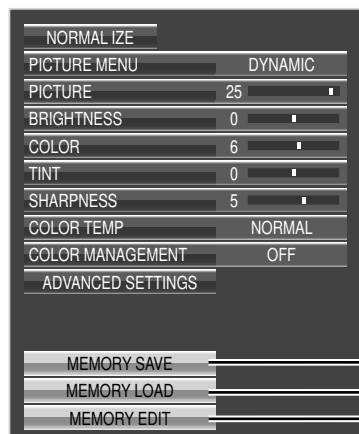 NORMAL IZE
PICTURE MENU DYNAMIC
PICTURE 25
BRIGHTNESS 0
COLOR 6
TINT 0
SHARPNESS 5
COLOR TEMP NORMAL
COLOR MANAGEMENT OFF
ADVANCED SETTINGS
MEMORY SAVE
MEMORY LOAD
MEMORY EDIT